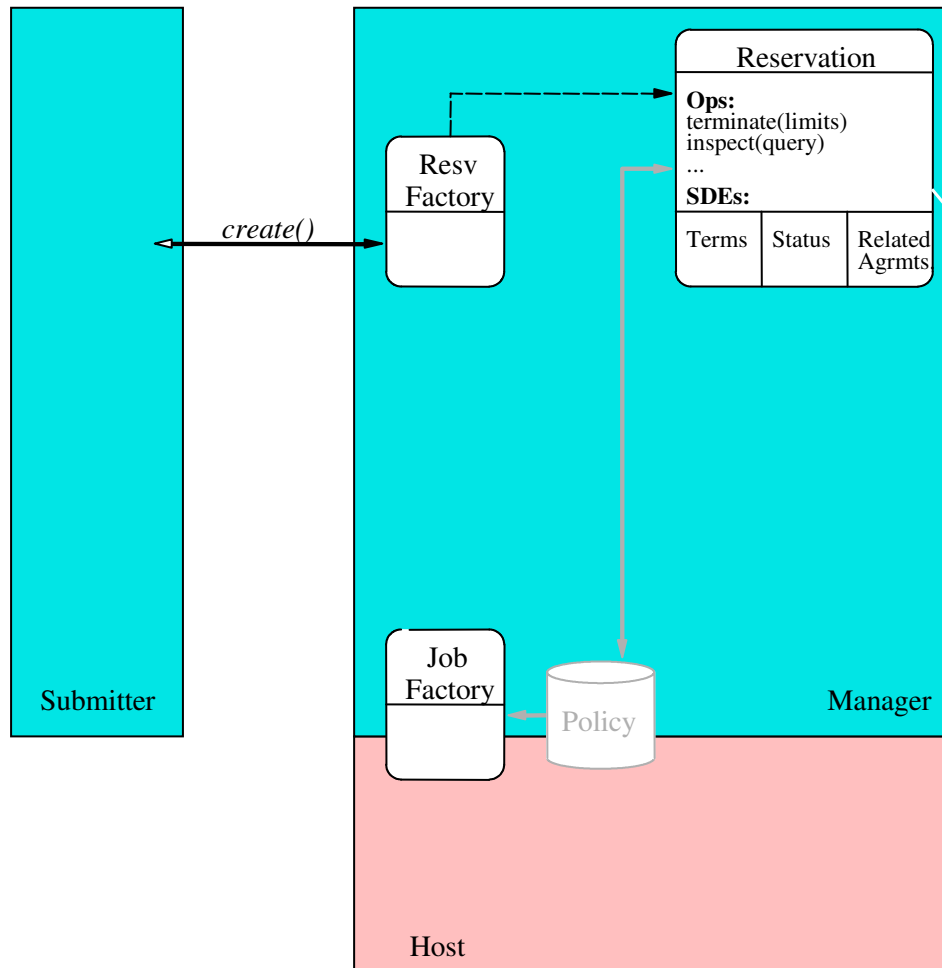 Reservation
Ops:
terminate(limits)
inspect(query)
...
SDEs:
Terms
Status
Related
Agrmts.
Resv
Factory
create()
Job
Factory
Policy
Submitter
Manager
Host